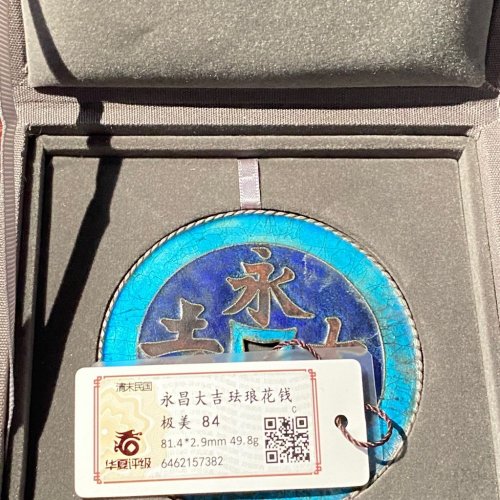 永
清末民国
永昌大吉珐琅花钱
极美 84
81.4*2.9mm 49.8g
6462157382
华夏评级